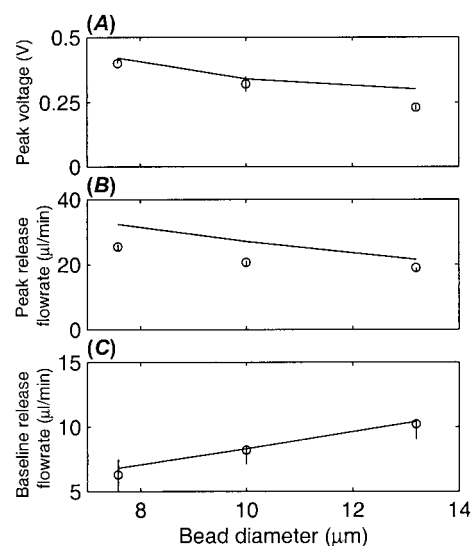 (A)
0.5
0.25
0
Peak voltage (V)
(B)
40
20
0
Peak release
flowrate (μl/min)
(C)
15
10
5
Baseline release
flowrate (μl/min)
8 10 12 14
Bead diameter (μm)